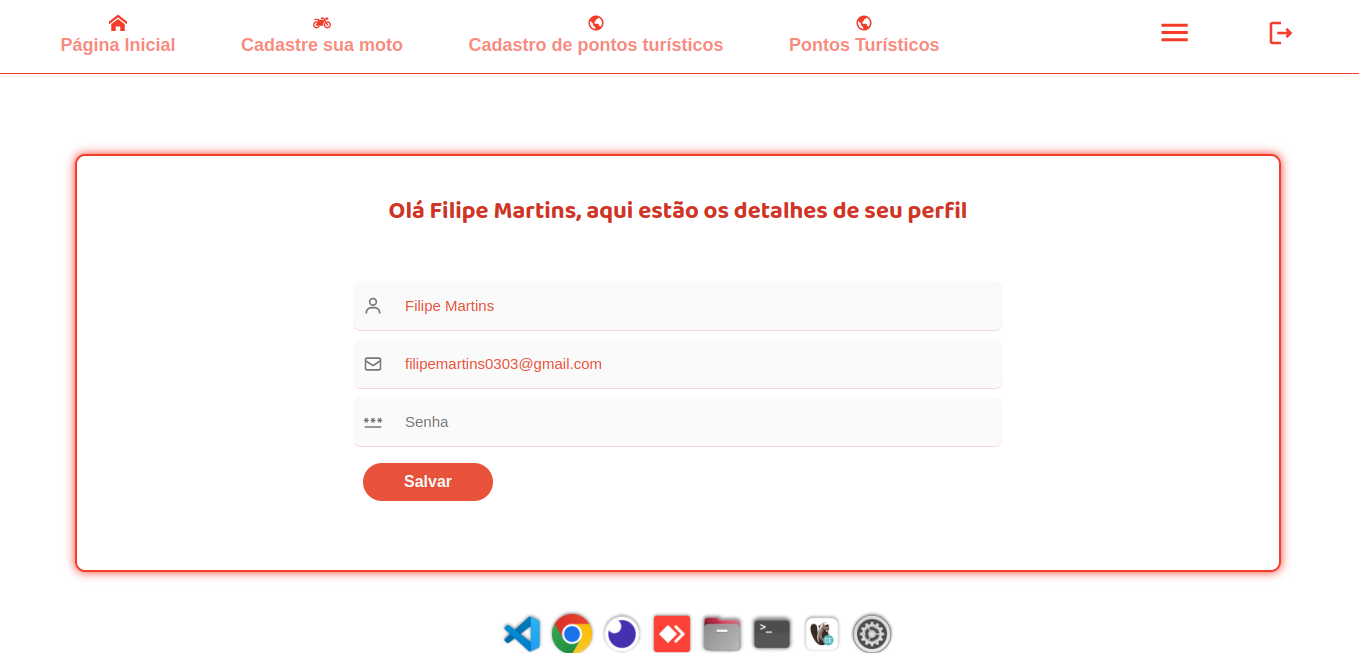 Página Inicial
Cadastre sua moto
Cadastro de pontos turísticos
Pontos Turísticos
Olá Filipe Martins, aqui estão os detalhes de seu perfil
Filipe Martins
filipemartins0303@gmail.com
Senha
Salvar